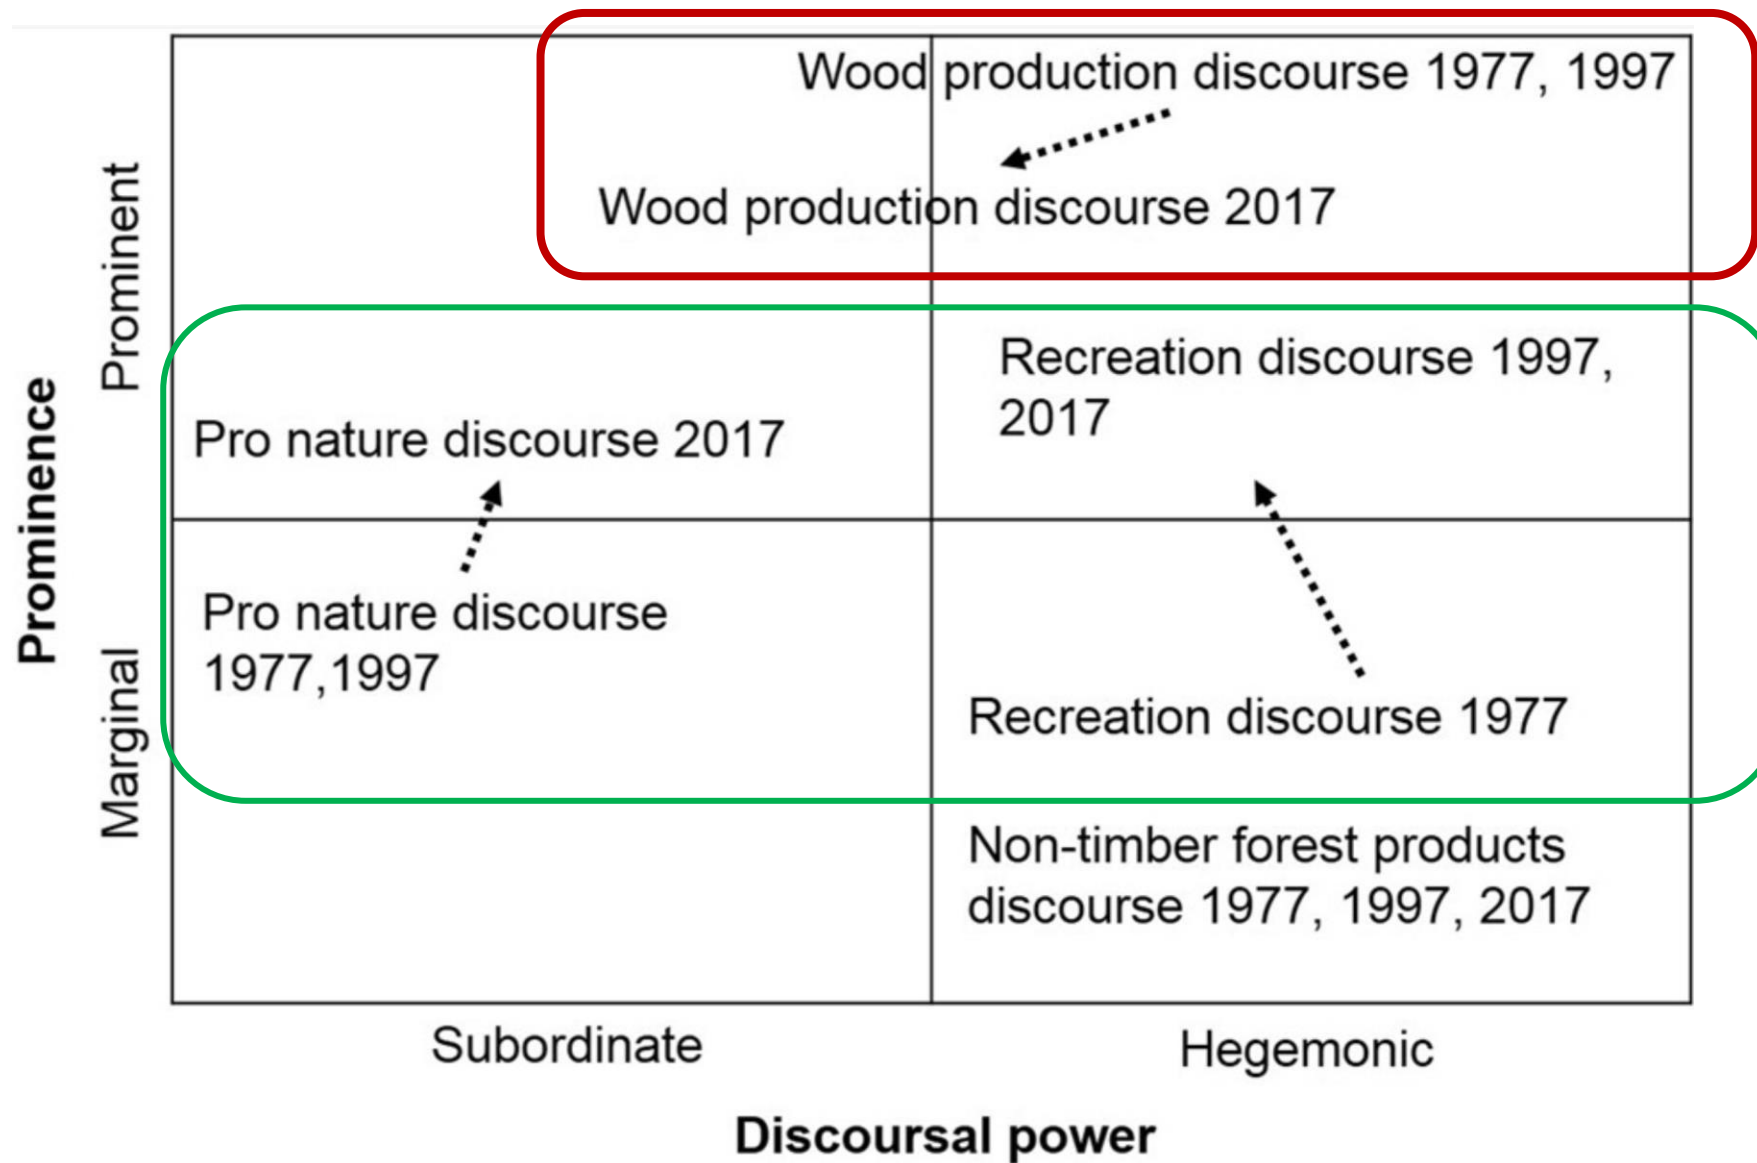 Wood production discourse 1977, 1997
Wood production discourse 2017
Prominent
Recreation discourse 1997,
2017
Pro nature discourse 2017
Prominence
Pro nature discourse
1977,1997
Marginal
Recreation discourse 1977
Non-timber forest products
discourse 1977, 1997, 2017
Subordinate
Hegemonic
Discoursal power